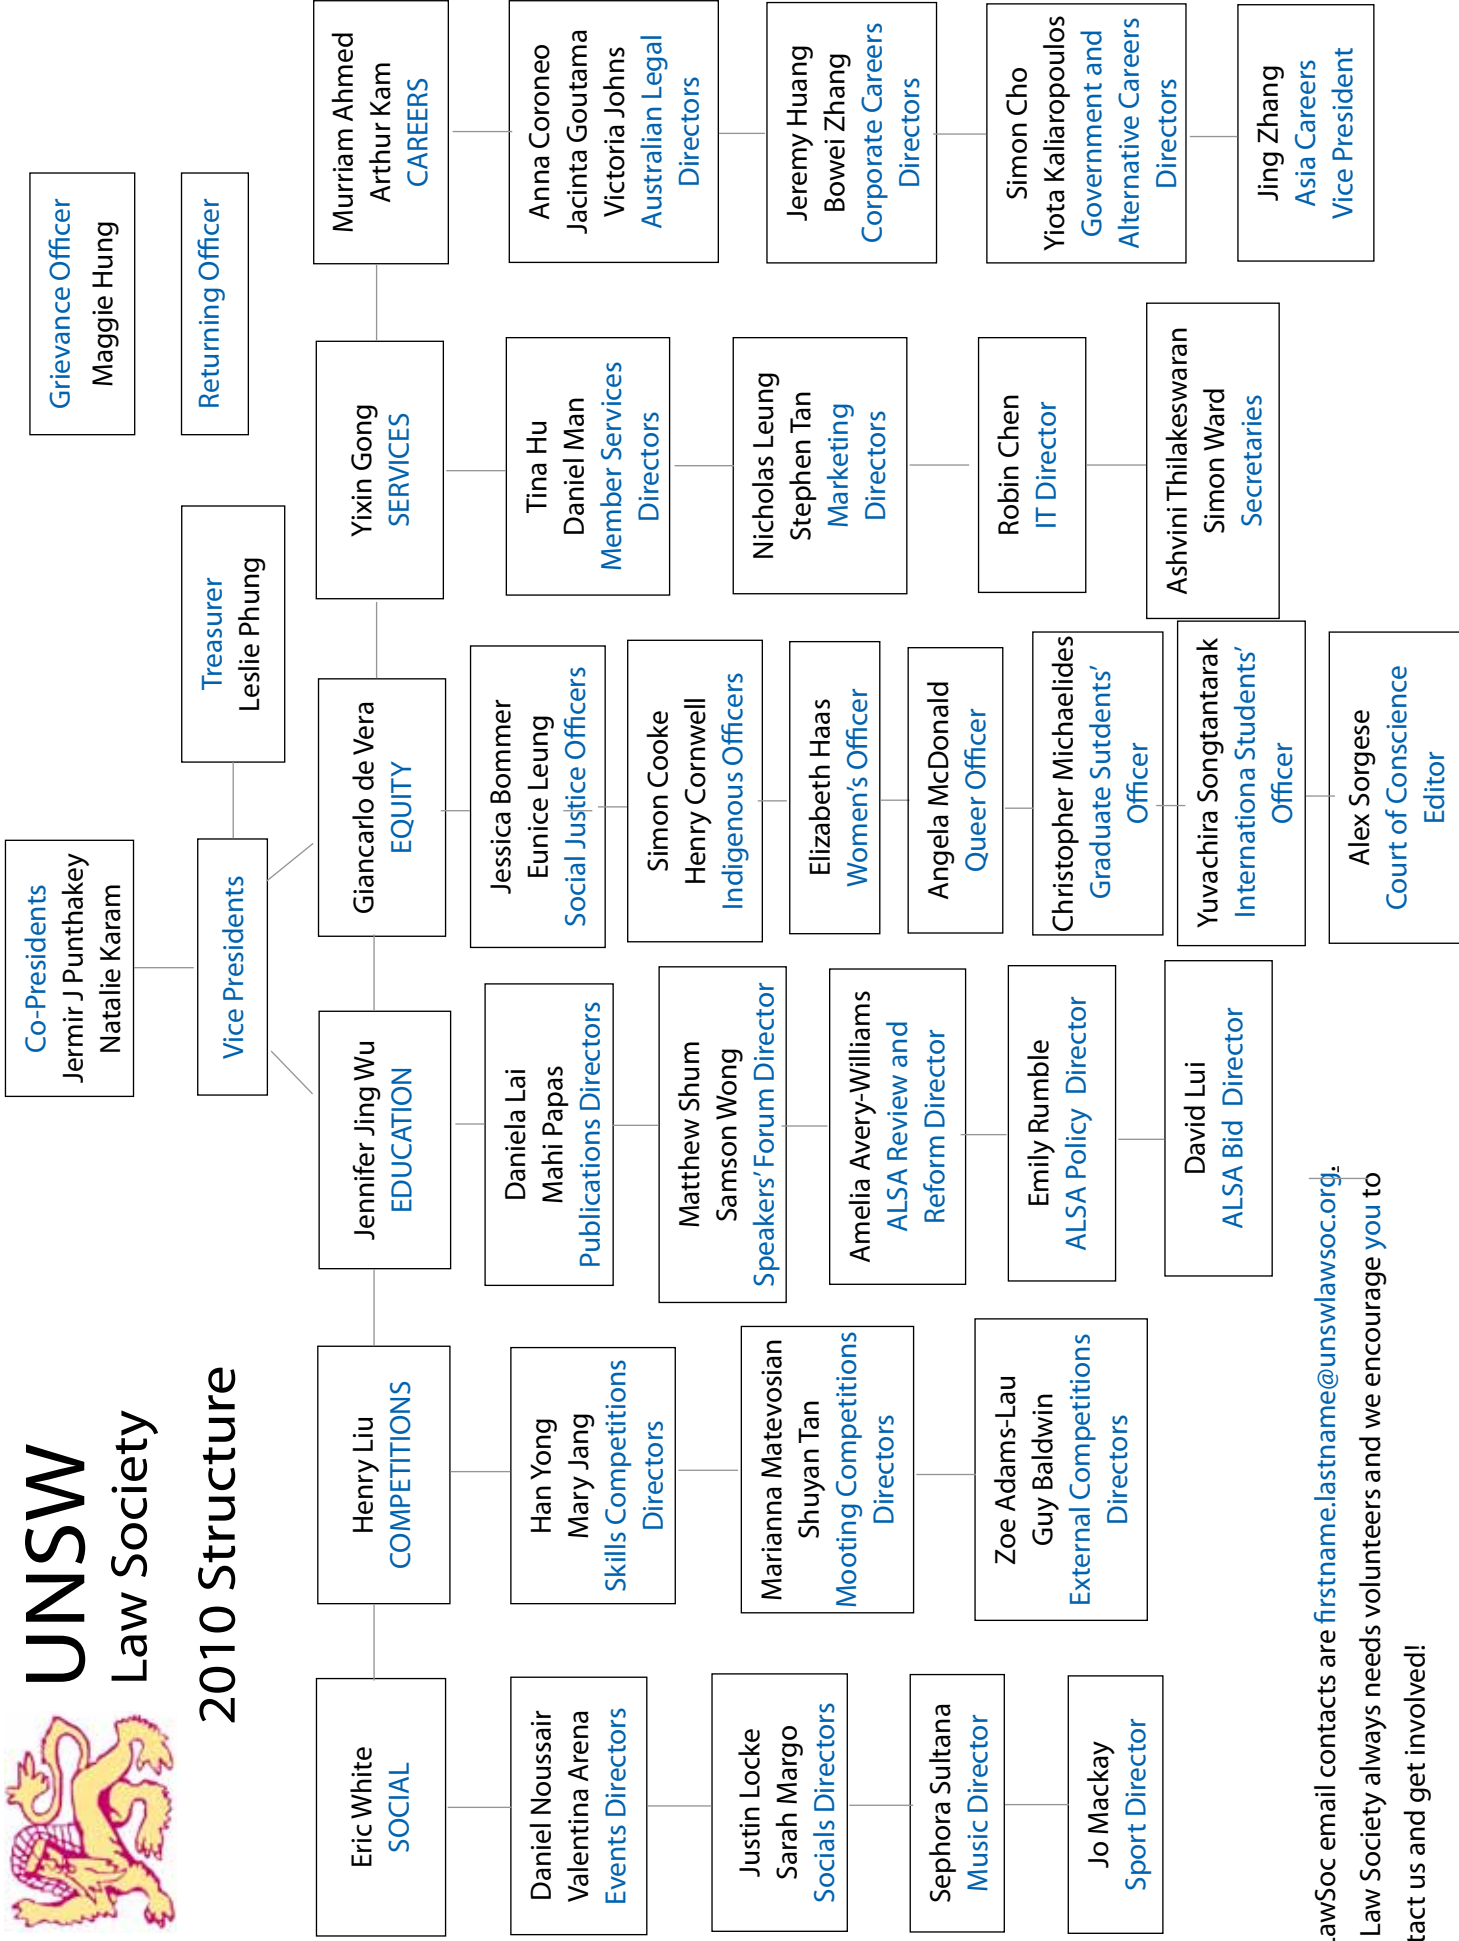 UNSW
Law Society
2010 Structure
Co-Presidents
Jermir J Punthakey
Natalie Karam
Vice Presidents
Treasurer
Leslie Phung
Grievance Officer
Maggie Hung
Returning Officer
Eric White
SOCIAL
Daniel Noussair
Valentina Arena
Events Directors
Justin Locke
Sarah Margo
Socials Directors
Sephora Sultana
Music Director
Jo Mackay
Sport Director
Henry Liu
COMPETITIONS
Han Yong
Mary Jang
Skills Competitions
Directors
Marianna Matevosian
Shuyan Tan
Mooting Competitions
Directors
Zoe Adams-Lau
Guy Baldwin
External Competitions
Directors
Jennifer Jing Wu
EDUCATION
Daniela Lai
Mahi Papas
Publications Directors
Matthew Shum
Samson Wong
Speakers’ Forum Director
Amelia Avery-Williams
ALSA Review and
Reform Director
Emily Rumble
ALSA Policy Director
David Lui
ALSA Bid Director
Giancarlo de Vera
EQUITY
Jessica Bommer
Eunice Leung
Social Justice Officers
Simon Cooke
Henry Cornwell
Indigenous Officers
Elizabeth Haas
Women’s Officer
Angela McDonald
Queer Officer
Christopher Michaelides
Graduate Sutdents’
Officer
Yuvachira Songtantarak
Internationa Students’
Officer
Alex Sorgese
Court of Conscience
Editor
Yixin Gong
SERVICES
Tina Hu
Daniel Man
Member Services
Directors
Nicholas Leung
Stephen Tan
Marketing
Directors
Robin Chen
IT Director
Ashvini Thilakeswaran
Simon Ward
Secretaries
Murriam Ahmed
Arthur Kam
CAREERS
Anna Coroneo
Jacinta Goutama
Victoria Johns
Australian Legal
Directors
Jeremy Huang
Bowei Zhang
Corporate Careers
Directors
Simon Cho
Yiota Kaliaropoulos
Government and
Alternative Careers
Directors
Jing Zhang
Asia Careers
Vice President
awSoc email contacts are firstname.lastname@unswlawsoc.org.
Law Society always needs volunteers and we encourage you to
tact us and get involved!